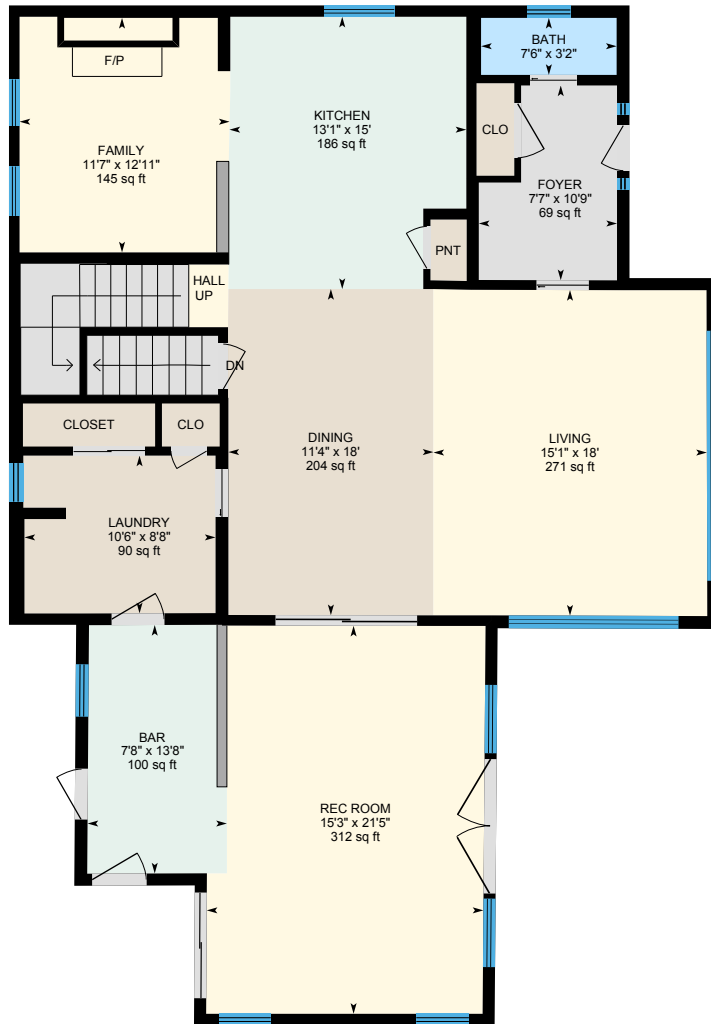 BATH
7'6" x 3'2"
F/P
KITCHEN
13'1" x 15'
186 sq ft
CLO
FAMILY
11'7" x 12'11"
145 sq ft
FOYER
7'7" x 10'9"
69 sq ft
PNT
HALL
UP
DN
CLOSET
CLO
DINING
11'4" x 18'
204 sq ft
LIVING
15'1" x 18'
271 sq ft
LAUNDRY
10'6" x 8'8"
90 sq ft
BAR
7'8" x 13'8"
100 sq ft
REC ROOM
15'3" x 21'5"
312 sq ft